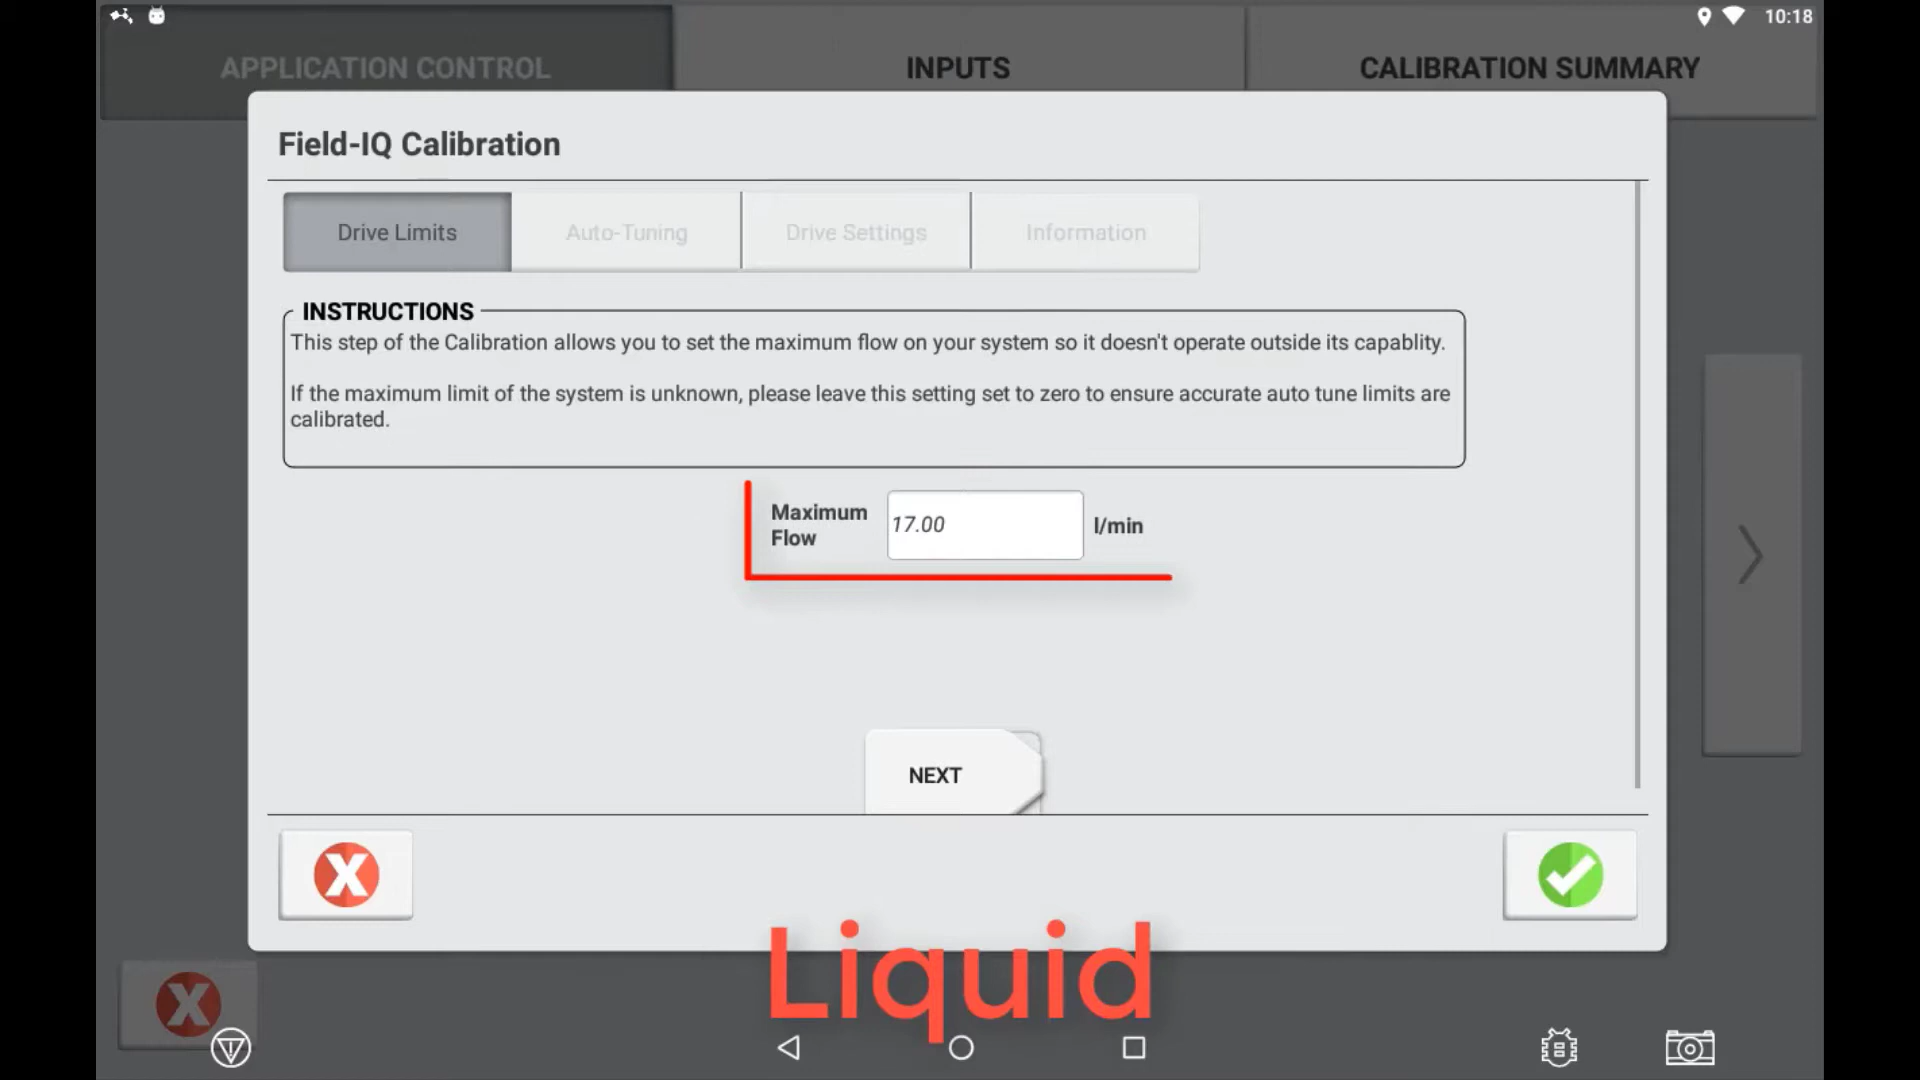 10:18
APPLICATION CONTROL
INPUTS
CALIBRATION SUMMARY
Field-IQ Calibration
Drive Limits
Auto-Tuning
Drive Settings
Information
INSTRUCTIONS
This step of the Calibration allows you to set the maximum flow on your system so it doesn't operate outside its capablity.
If the maximum limit of the system is unknown, please leave this setting set to zero to ensure accurate auto tune limits are
calibrated.
Maximum
Flow
17.00
l/min
NEXT
Liquid